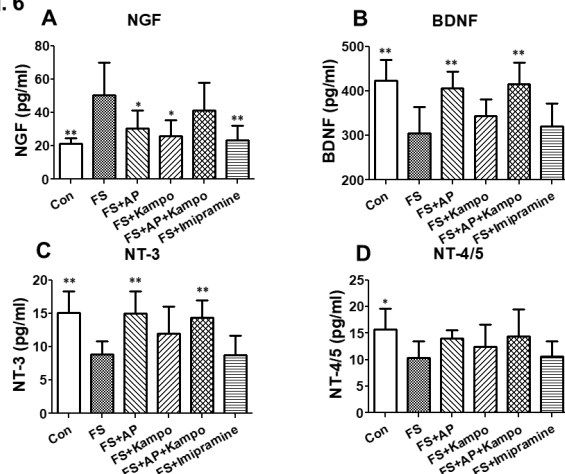 . 6
A
NGF
NGF (pg/ml)
80
60
40
20
0
**
*
*
**
Con
FS
FS+AP
FS+Kampo
FS+AP+Kampo
FS+Imipramine
B
BDNF
BDNF (pg/ml)
500
400
300
200
**
**
**
Con
FS
FS+AP
FS+Kampo
FS+AP+Kampo
FS+Imipramine
C
NT-3
NT-3 (pg/ml)
20
15
10
5
0
**
**
**
Con
FS
FS+AP
FS+Kampo
FS+AP+Kampo
FS+Imipramine
D
NT-4/5
NT-4/5 (pg/ml)
25
20
15
10
5
0
*
Con
FS
FS+AP
FS+Kampo
FS+AP+Kampo
FS+Imipramine